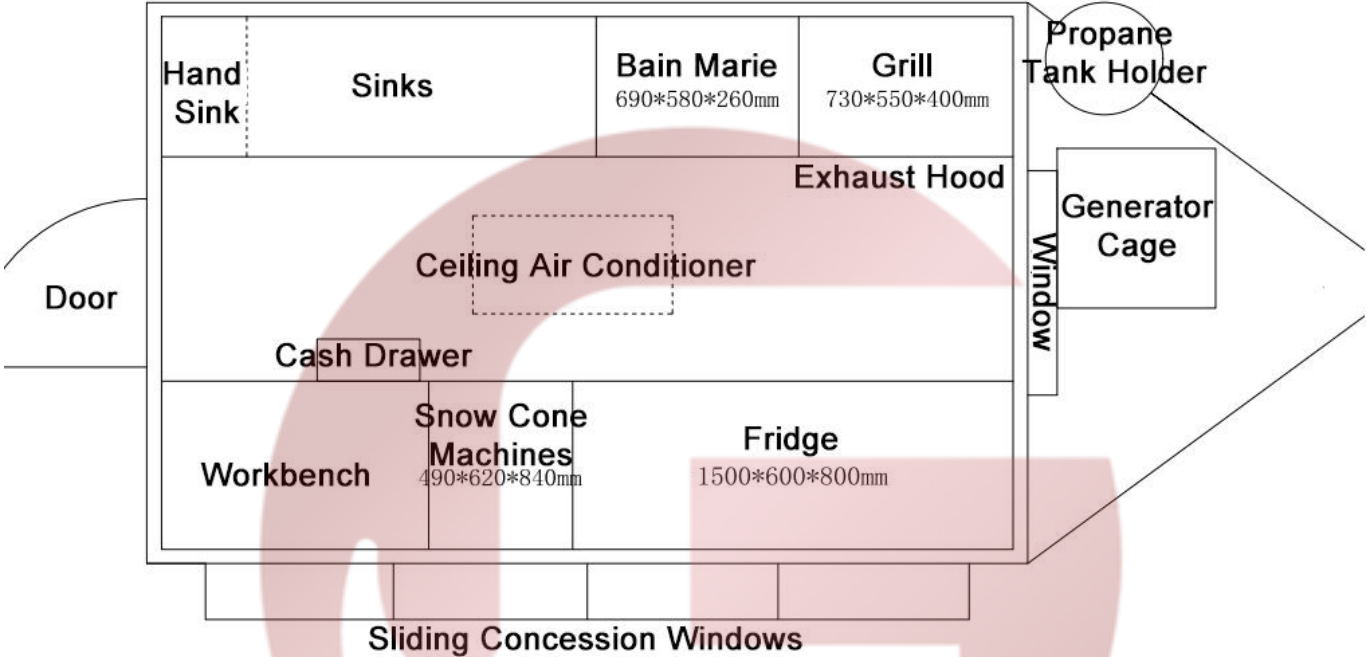 Propane
Tank Holder
Hand
Sink
Sinks
Bain Marie
690*580*260mm
Grill
730*550*400mm
Exhaust Hood
Generator
Cage
Window
Ceiling Air Conditioner
Door
Cash Drawer
Workbench
Snow Cone
Machines
490*620*840mm
Fridge
1500*600*800mm
Sliding Concession Windows